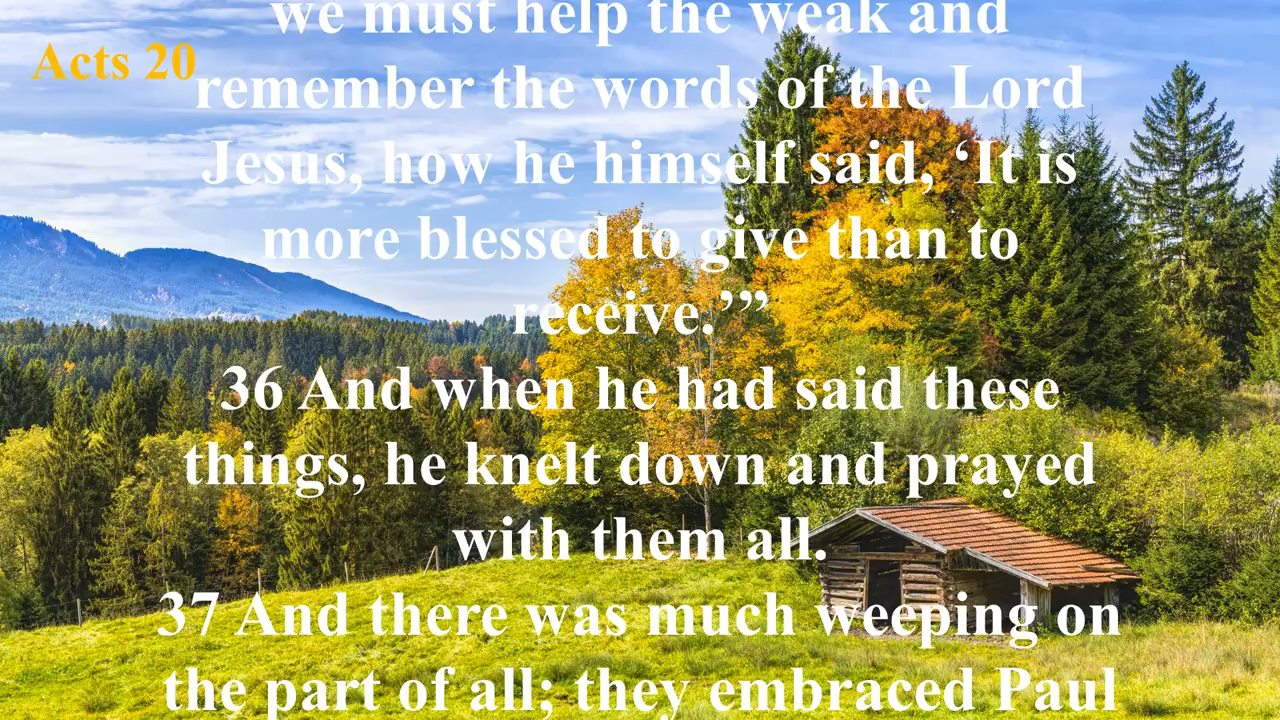 we must help the weak and
Acts 20
remember the words of the Lord
Jesus, how he himself said, ‘It is
more blessed to give than to
receive.’”
36 And when he had said these
things, he knelt down and prayed
with them all.
37 And there was much weeping on
the part of all; they embraced Paul